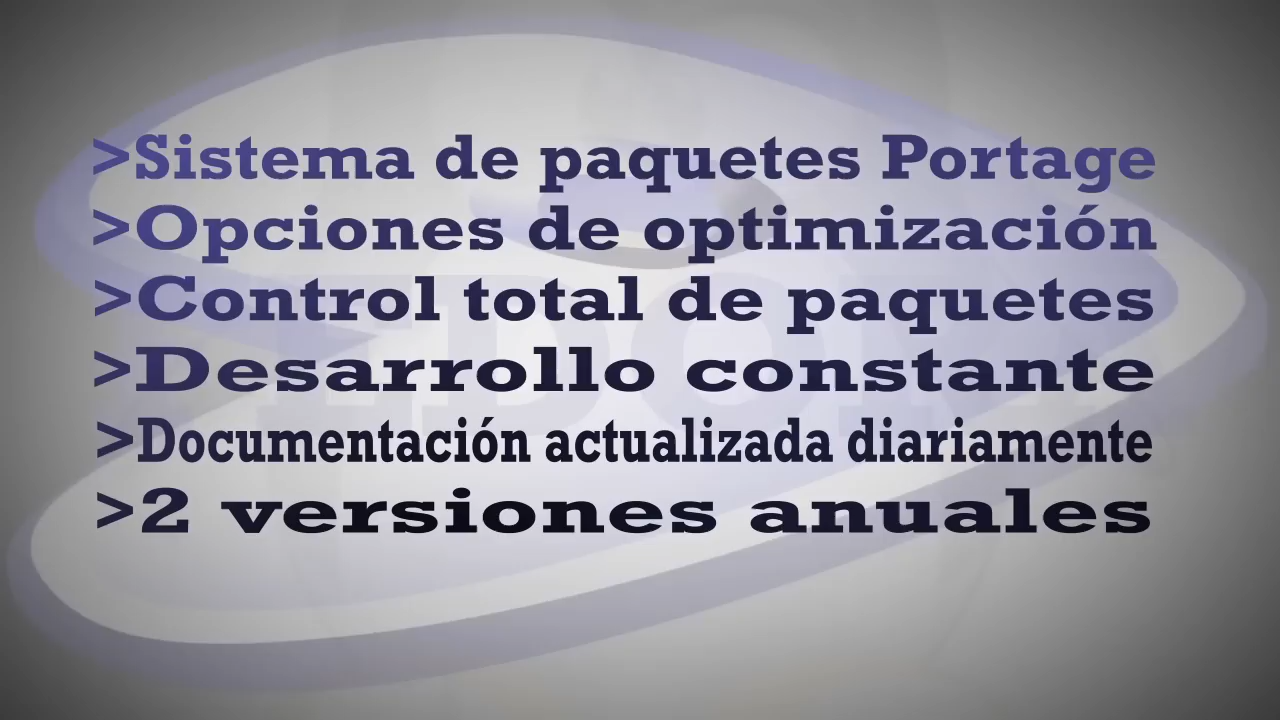 >Sistema de paquetes Portage
>Opciones de optimización
>Control total de paquetes
>Desarrollo constante
>Documentación actualizada diariamente
>2 versiones anuales